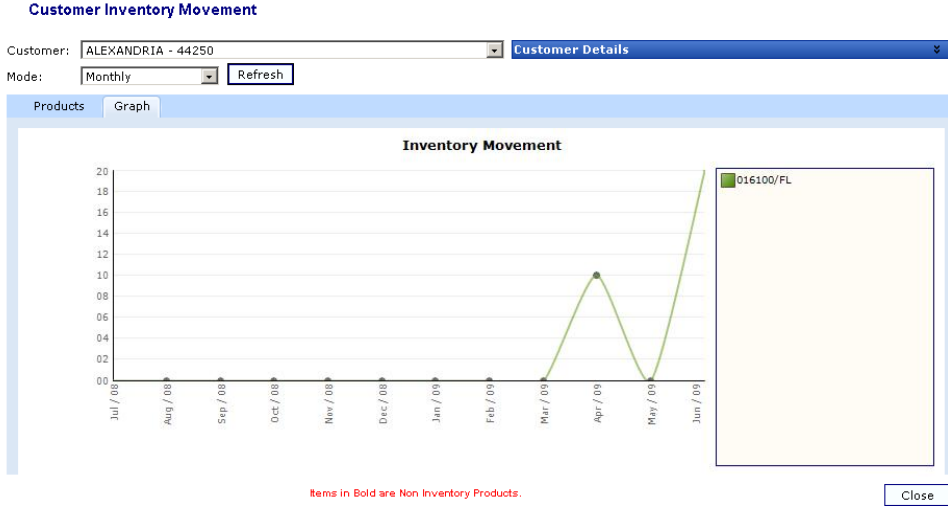 Customer Inventory Movement
Customer: ALEXANDRIA - 44250 Customer Details
Mode: Monthly Refresh
Products Graph
Inventory Movement
20
18
16
14
12
10
08
06
04
02
00
Jul / 08 Aug / 08 Sep / 08 Oct / 08 Nov / 08 Dec / 08 Jan / 09 Feb / 09 Mar / 09 Apr / 09 May / 09 Jun / 09
016100/FL
Items in Bold are Non Inventory Products.
Close